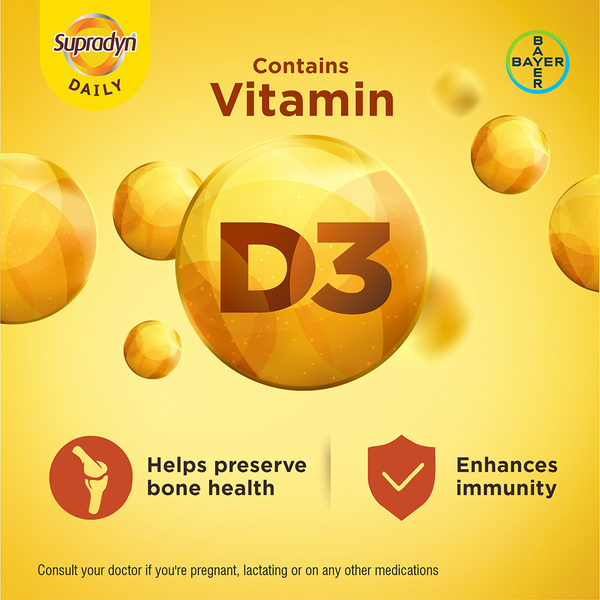 Supradyn
DAILY
BAYER
BAYER
Contains
Vitamin
D3
Helps preserve
bone health
Enhances
immunity
Consult your doctor if you're pregnant, lactating or on any other medications